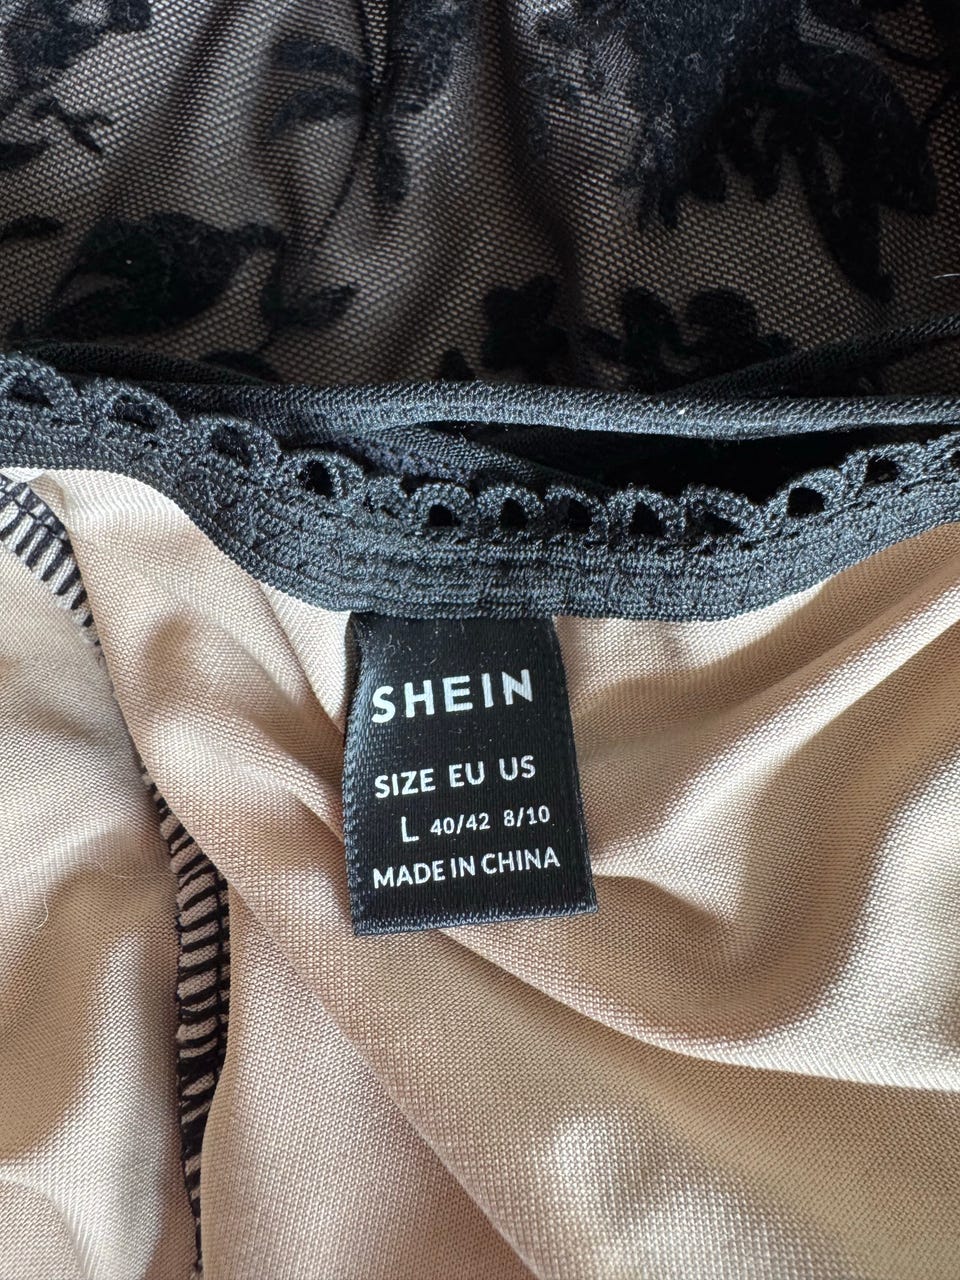 SHEIN
SIZE EU US
L 40/42 8/10
MADE IN CHINA